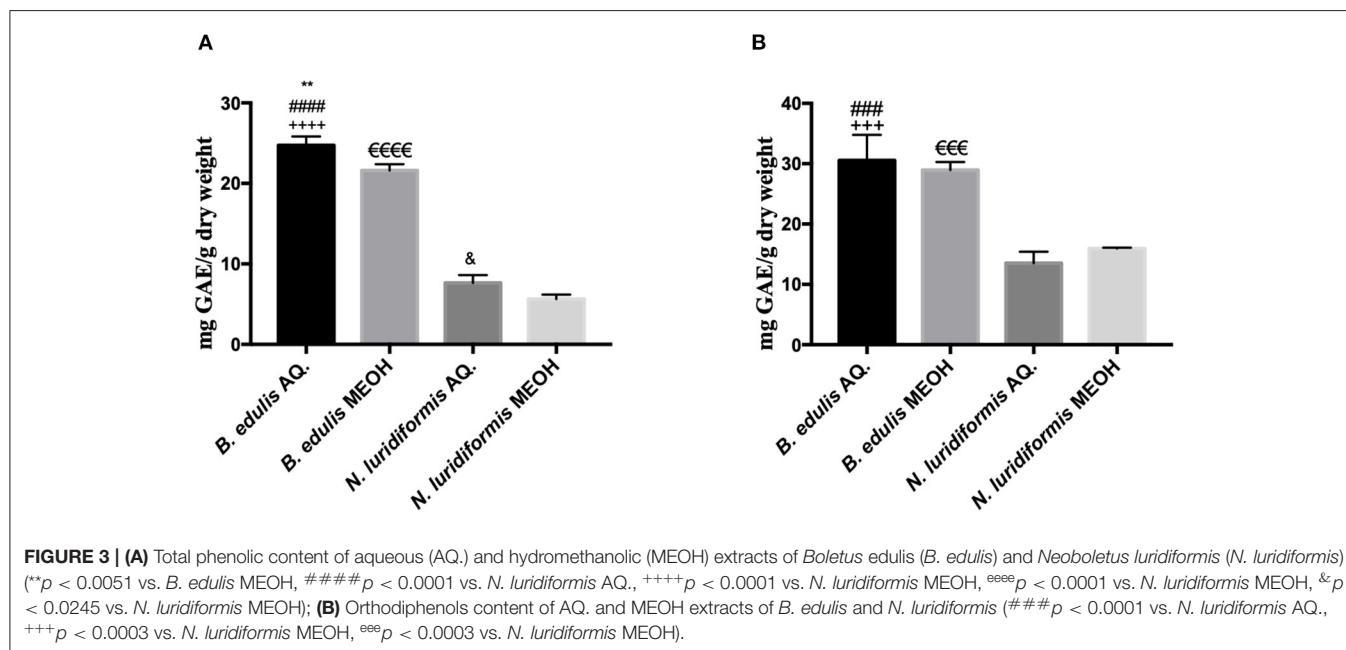 A
**
####
++++
€€€€
&
30
20
10
0
mg GAE/g dry weight
B. edulis AQ.
B. edulis MEOH
N. luridiformis AQ.
N. luridiformis MEOH
B
###
+++
€€€
40
30
20
10
0
mg GAE/g dry weight
B. edulis AQ.
B. edulis MEOH
N. luridiformis AQ.
N. luridiformis MEOH
FIGURE 3 | (A) Total phenolic content of aqueous (AQ.) and hydromethanolic (MEOH) extracts of Boletus edulis (B. edulis) and Neoboletus luridiformis (N. luridiformis)
(**p < 0.0051 vs. B. edulis MEOH, ####p < 0.0001 vs. N. luridiformis AQ., ++++p < 0.0001 vs. N. luridiformis MEOH, eeeep < 0.0001 vs. N. luridiformis MEOH, &p
< 0.0245 vs. N. luridiformis MEOH); (B) Orthodiphenols content of AQ. and MEOH extracts of B. edulis and N. luridiformis (###p < 0.0001 vs. N. luridiformis AQ.,
+++p < 0.0003 vs. N. luridiformis MEOH, eeep < 0.0003 vs. N. luridiformis MEOH).